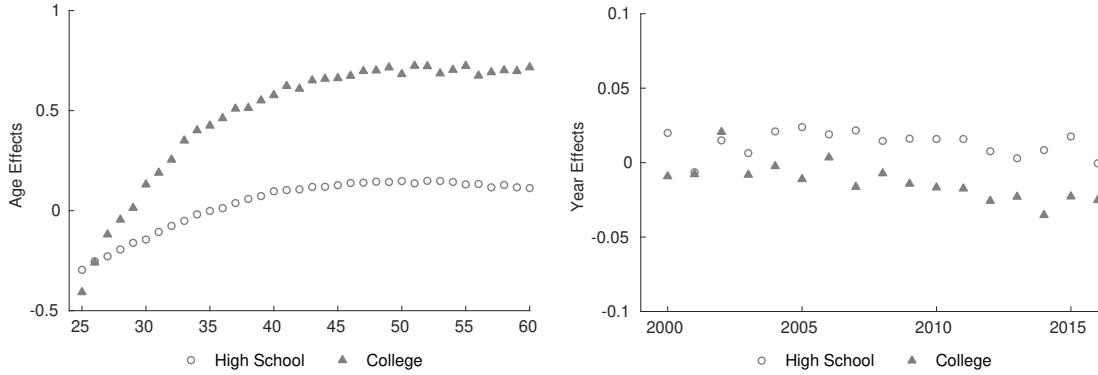 1
0.5
0
-0.5
Age Effects
25 30 35 40 45 50 55 60
High School College
0.1
0.05
0
-0.05
-0.1
Year Effects
2000 2005 2010 2015
High School College